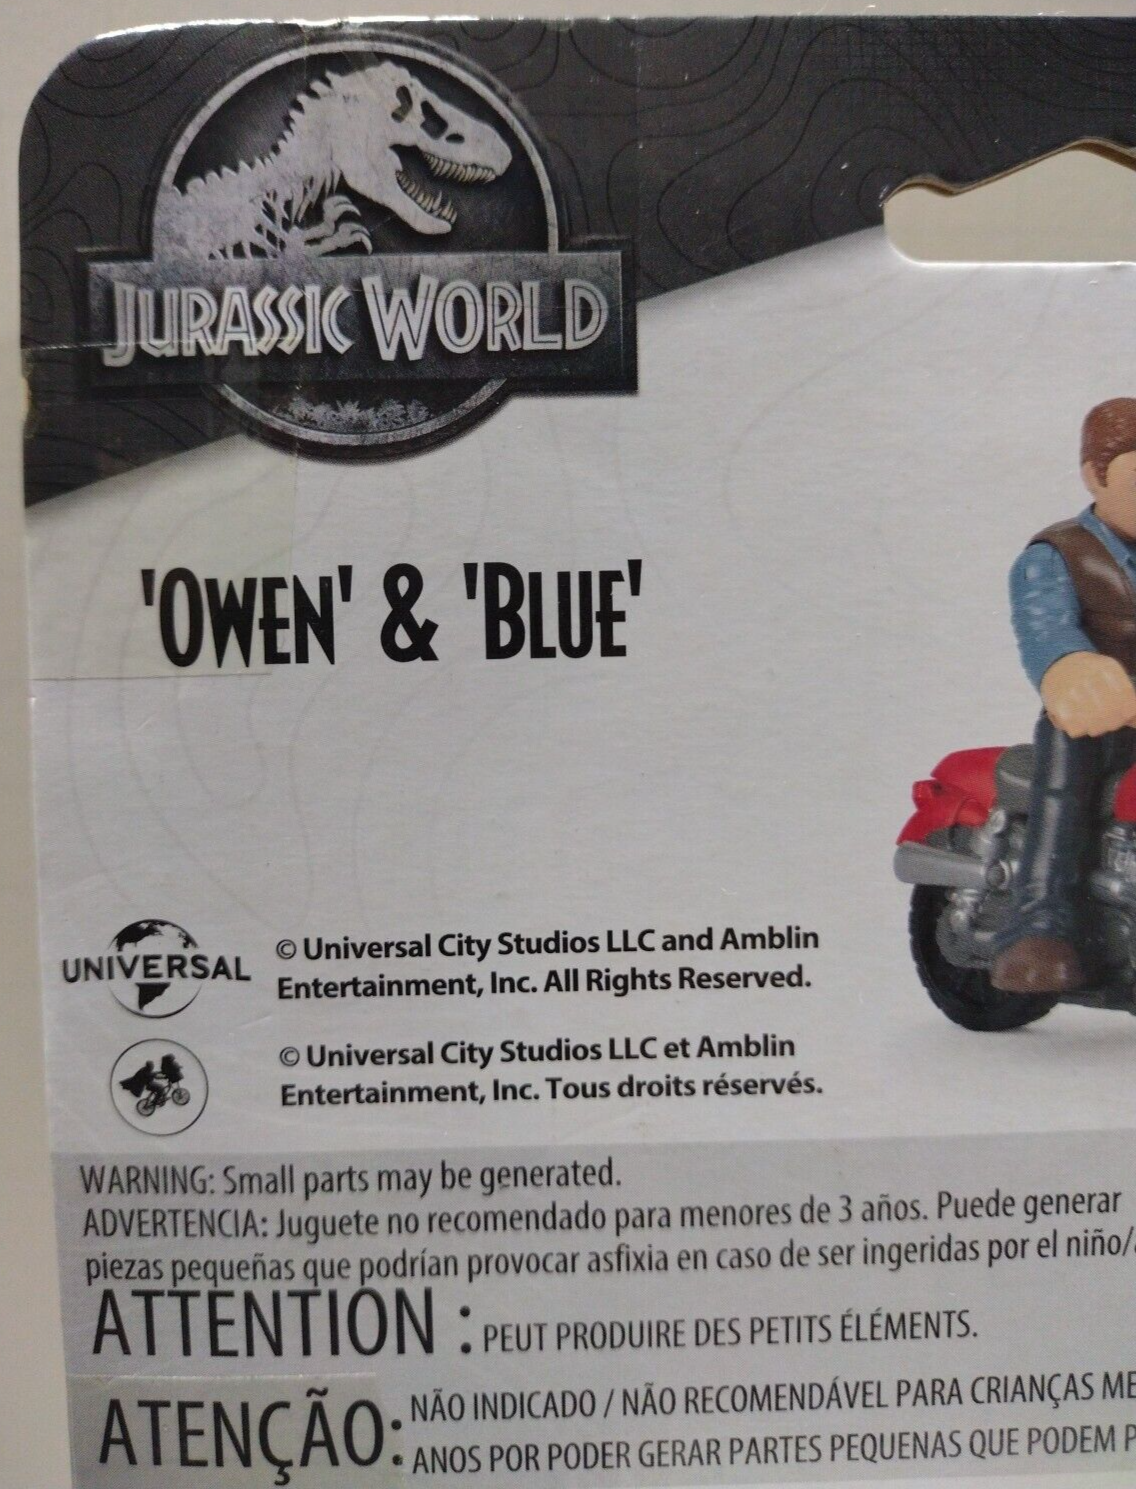 JURASSIC WORLD
'OWEN' & 'BLUE'
UNIVERSAL
© Universal City Studios LLC and Amblin
Entertainment, Inc. All Rights Reserved.
© Universal City Studios LLC et Amblin
Entertainment, Inc. Tous droits réservés.
WARNING: Small parts may be generated.
ADVERTENCIA: Juguete no recomendado para menores de 3 años. Puede generar
piezas pequeñas que podrían provocar asfixia en caso de ser ingeridas por el niño/
ATTENTION : PEUT PRODUIRE DES PETITS ÉLÉMENTS.
ATENÇÃO: NÃO INDICADO / NÃO RECOMENDÁVEL PARA CRIANÇAS ME
ANOS POR PODER GERAR PARTES PEQUENAS QUE PODEM P